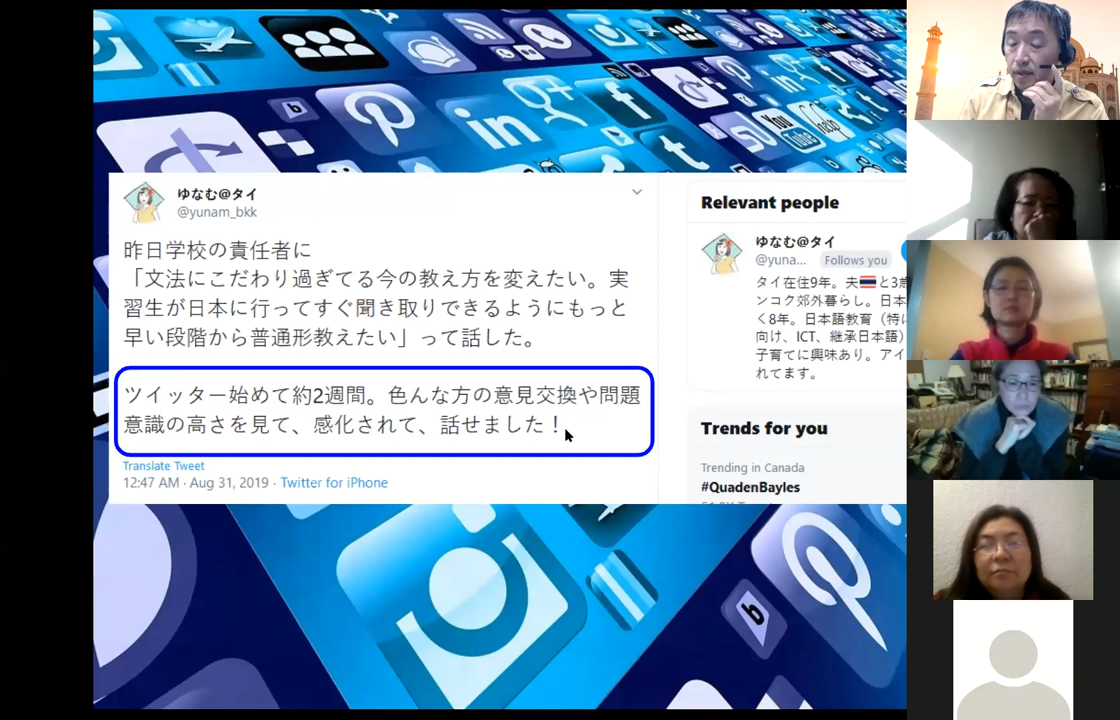 ゆなむ@タイ
@yunam_bkk
昨日学校の責任者に
「文法にこだわり過ぎてる今の教え方を変えたい。実
習生が日本に行ってすぐ聞き取りできるようにもっと
早い段階から普通形教えたい」って話した。
ツイッター始めて約2週間。色んな方の意見交換や問題
意識の高さを見て、感化されて、話せました！
Translate Tweet
12:47 AM · Aug 31, 2019 · Twitter for iPhone
Relevant people
ゆなむ@タイ
@yuna...
Follows you
タイ在住9年。夫🇹🇭と3歳
ンコク郊外暮らし。日本
く8年。日本語教育（特に
向け、ICT、継承日本語）
子育てに興味あり。アイ
れてます。
Trends for you
Trending in Canada
#QuadenBayles
You
Tube
yelp
in